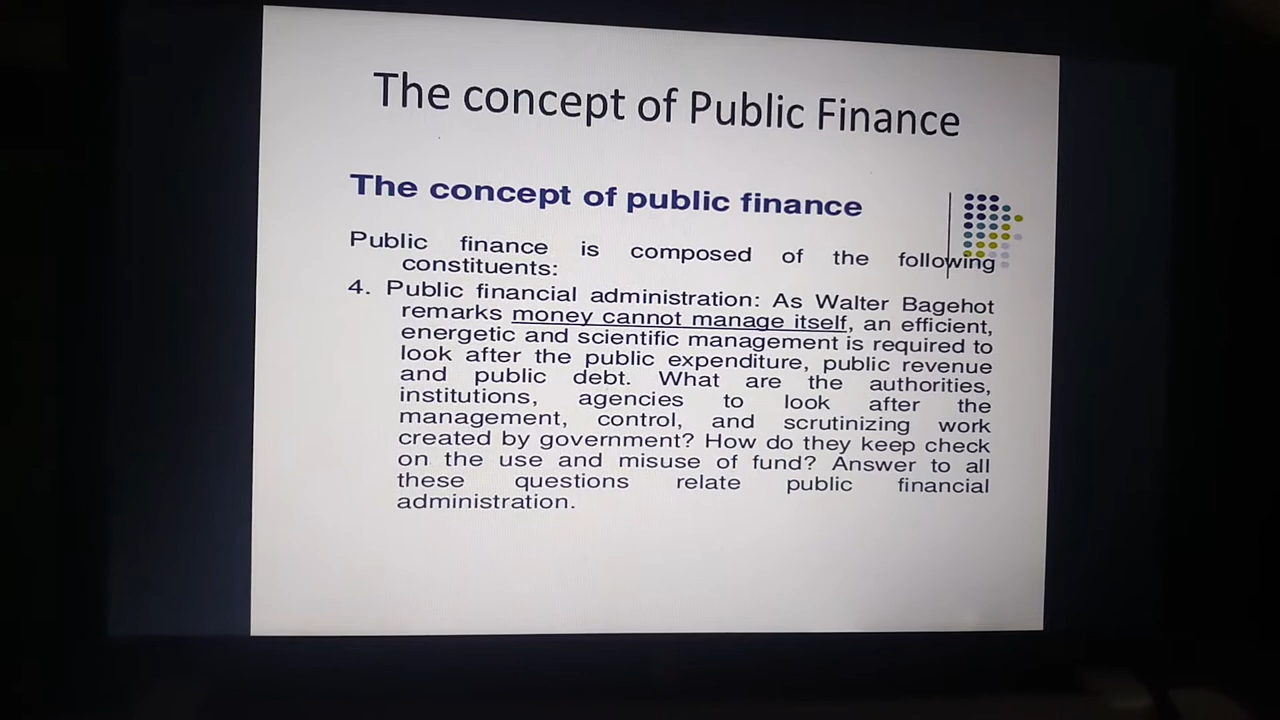 The concept of Public Finance
The concept of public finance
Public finance is composed of the following
constituents:
4. Public financial administration: As Walter Bagehot
remarks money cannot manage itself, an efficient,
energetic and scientific management is required to
look after the public expenditure, public revenue
and public debt. What are the authorities,
institutions, agencies to look after the
management, control, and scrutinizing work
created by government? How do they keep check
on the use and misuse of fund? Answer to all
these questions relate public financial
administration.